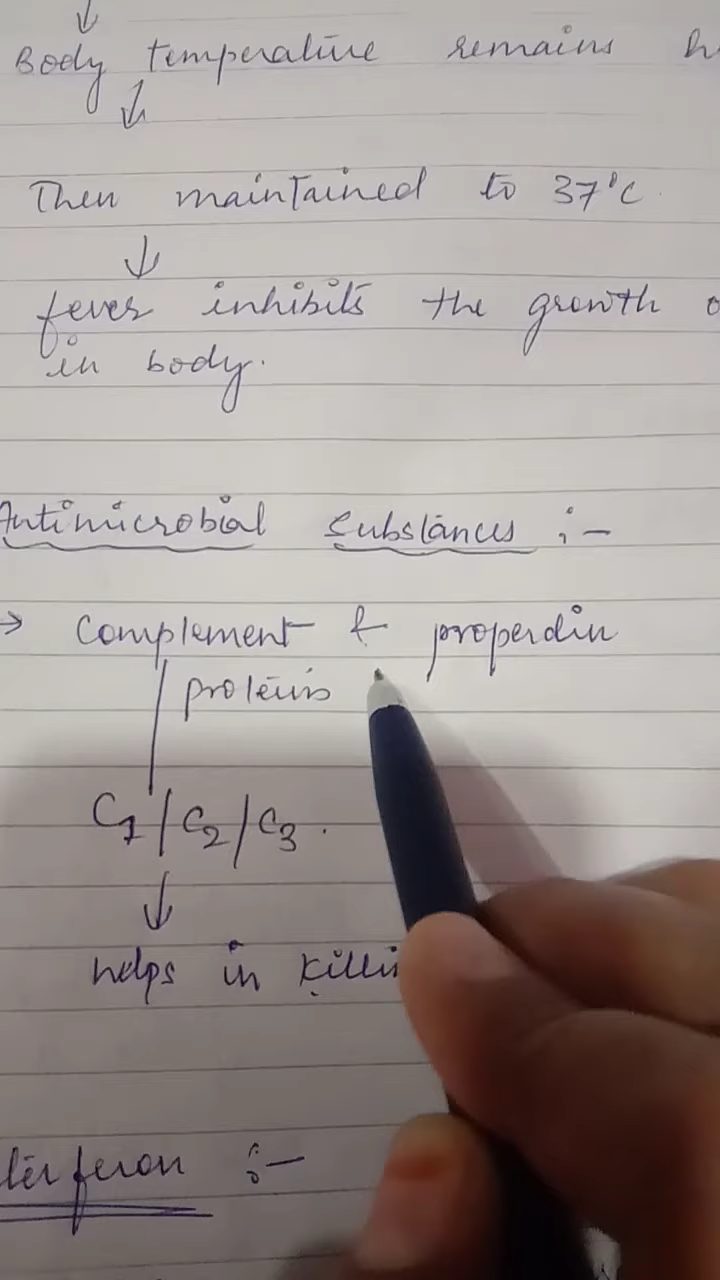 ↓
Body temperature remains
↓
Then maintained to 37°C
↓
fever inhibits the growth
in body.
Antimicrobial Substances :-
→ Complement & properdin
proteins
C1/C2/C3.
↓
helps in killi
terferon :-